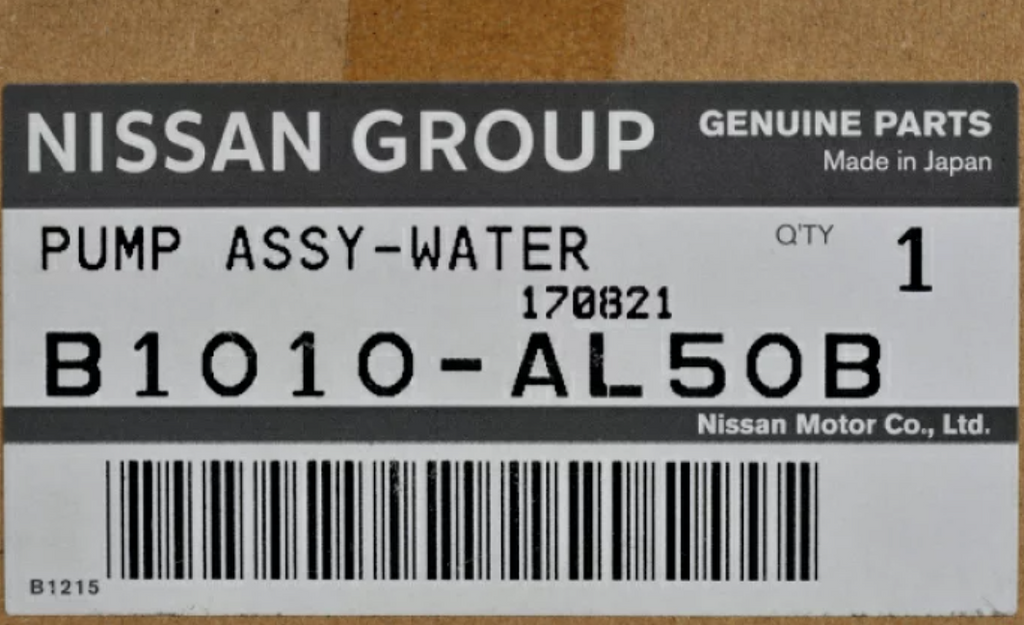 NISSAN GROUP
GENUINE PARTS
Made in Japan
PUMP ASSY-WATER
Q'TY 1
170821
B1010-AL50B
Nissan Motor Co., Ltd.
B1215